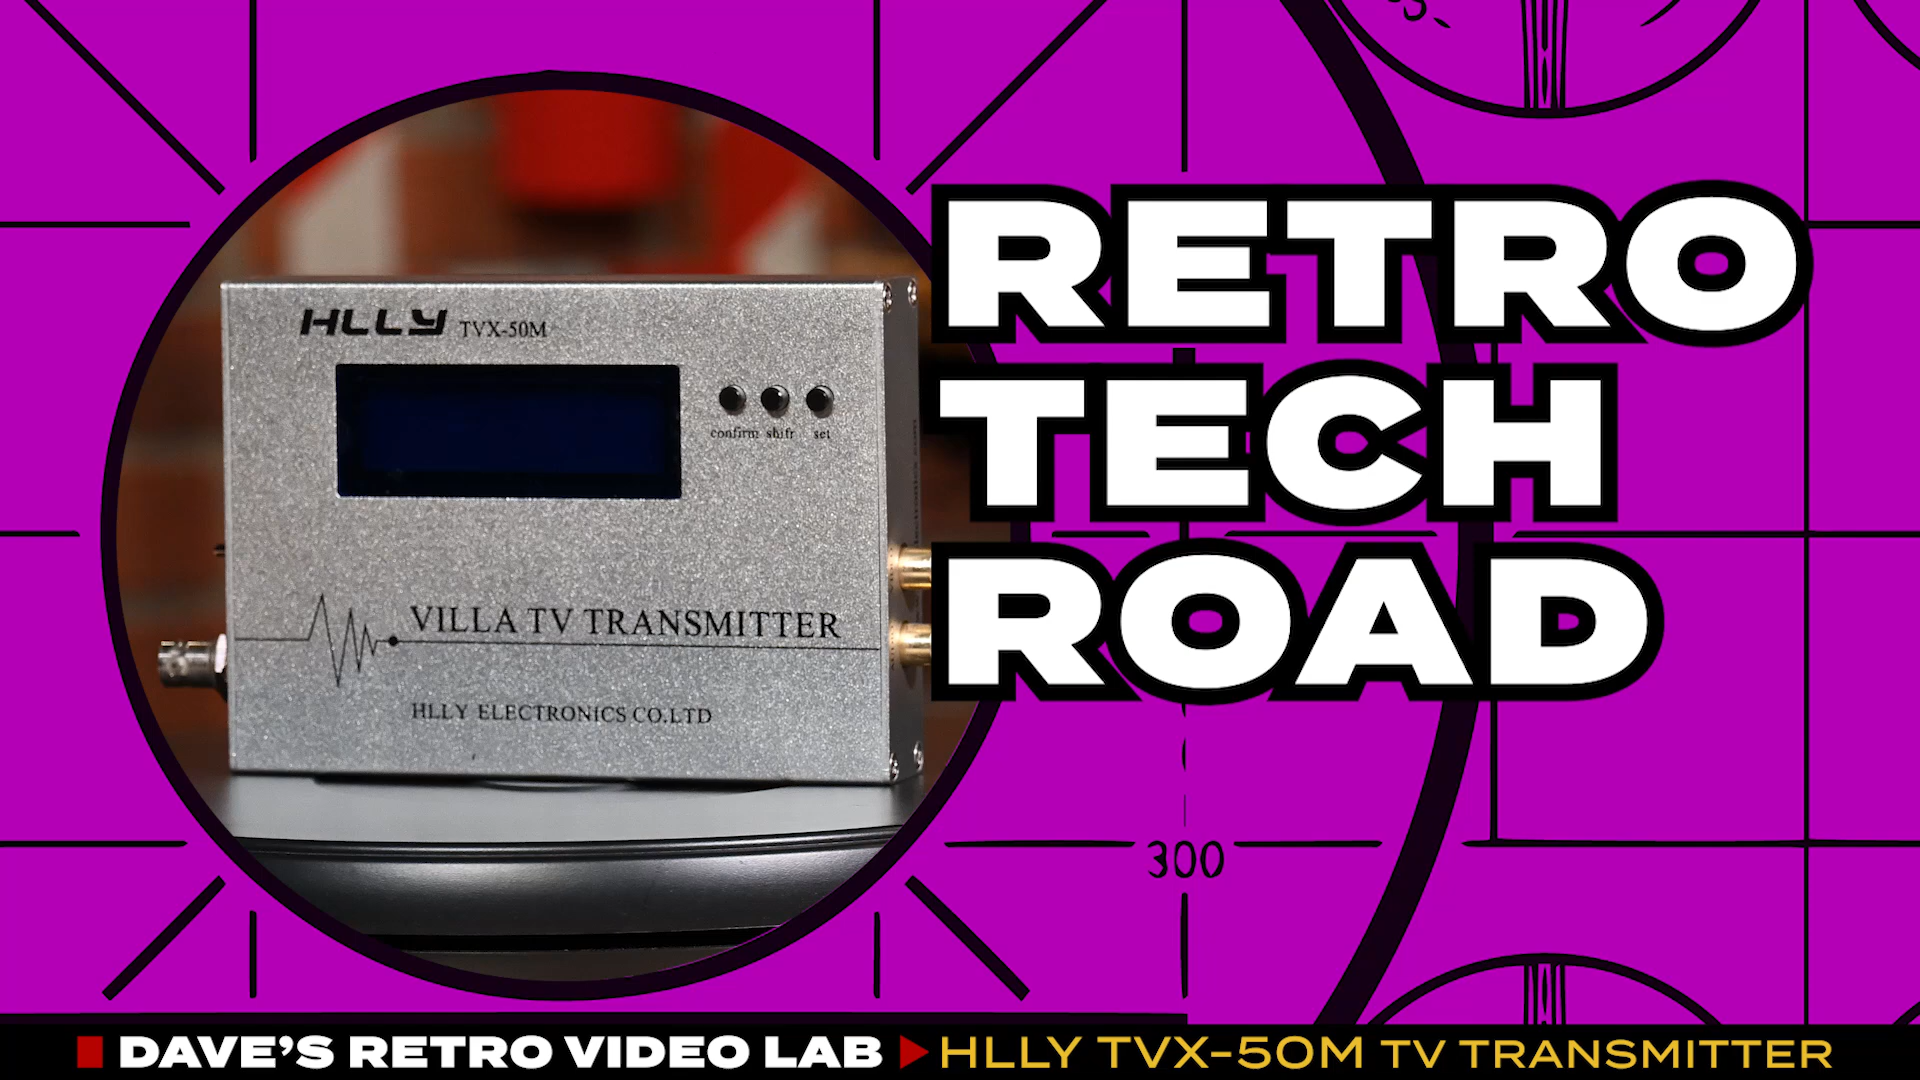 HLLY TVX-50M
confirm shifr set
VILLA TV TRANSMITTER
HLLY ELECTRONICS CO.LTD
RETRO
TECH
ROAD
300
DAVE'S RETRO VIDEO LAB HLLY TVX-50M TV TRANSMITTER